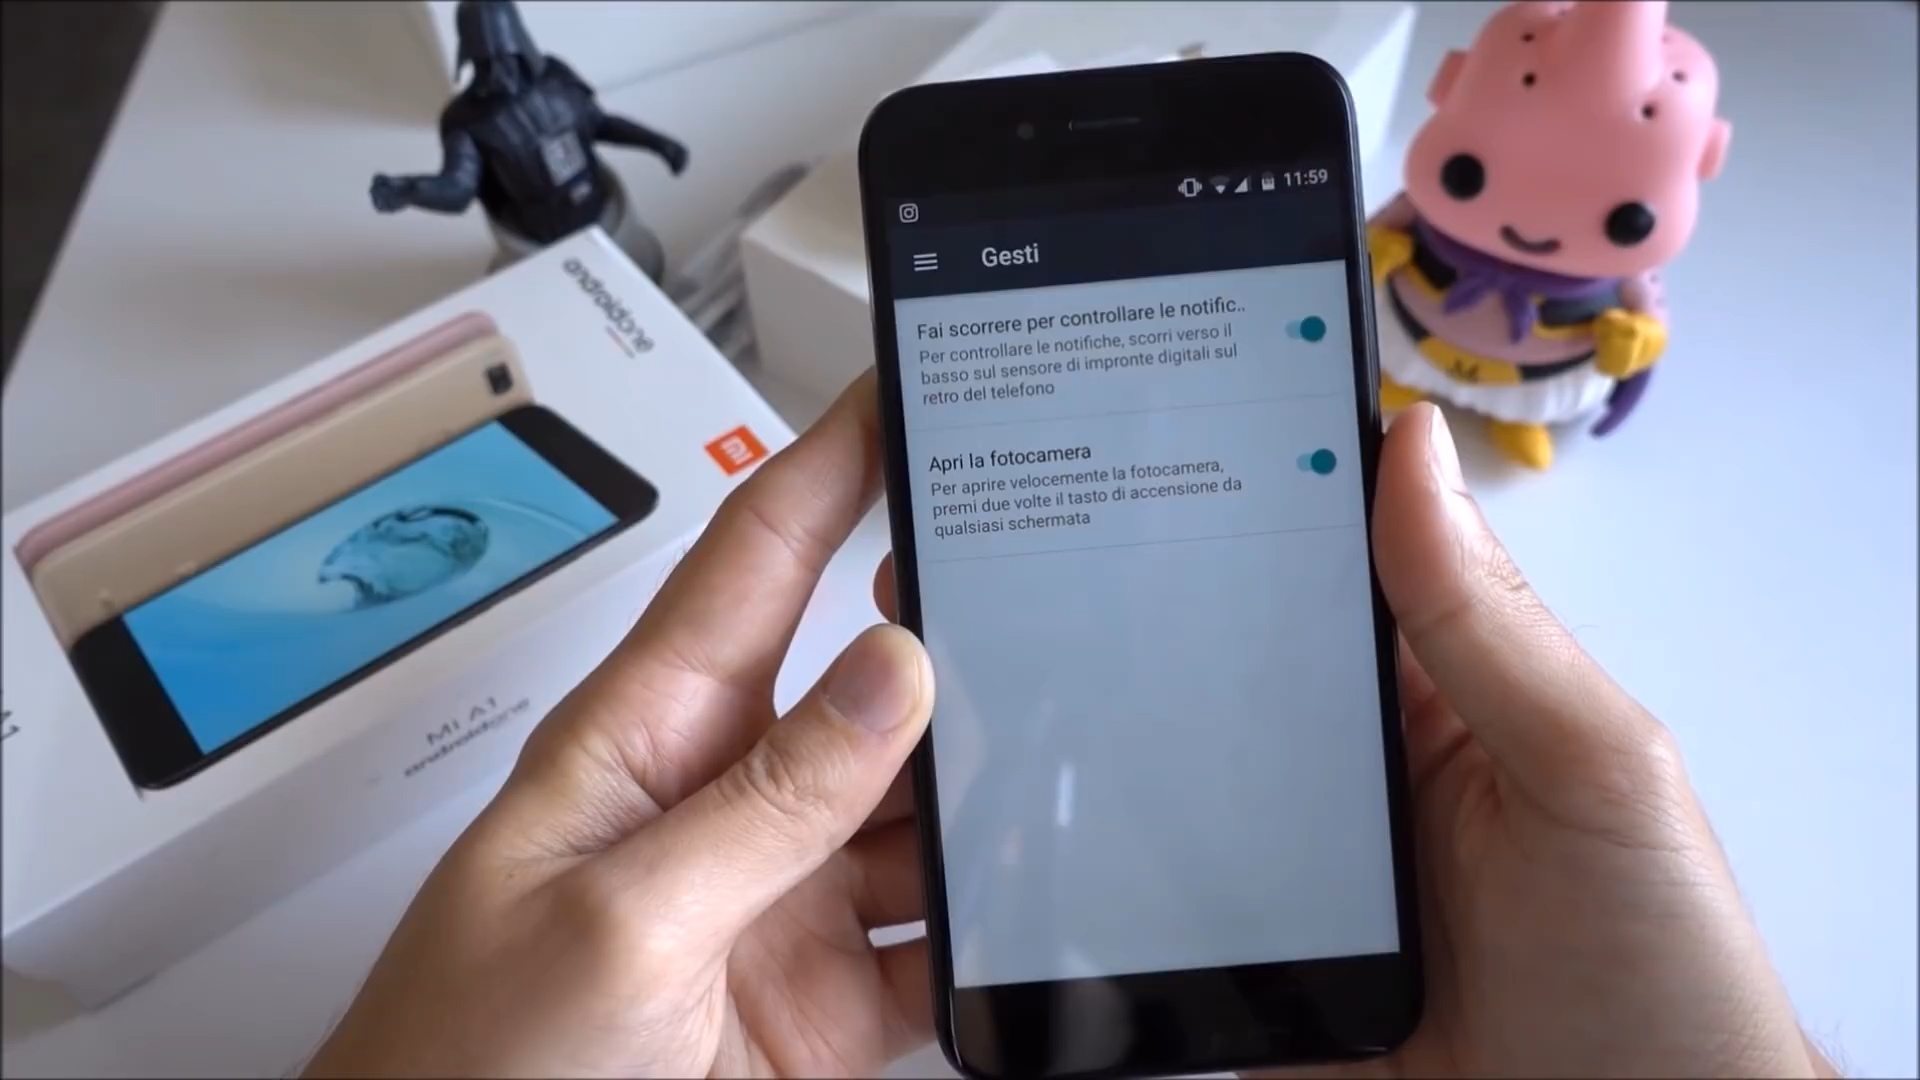 11:59
Gesti
Fai scorrere per controllare le notific..
Per controllare le notifiche, scorri verso il
basso sul sensore di impronte digitali sul
retro del telefono
Apri la fotocamera
Per aprire velocemente la fotocamera,
premi due volte il tasto di accensione da
qualsiasi schermata
androidone
MI
MI A1
androidone
M